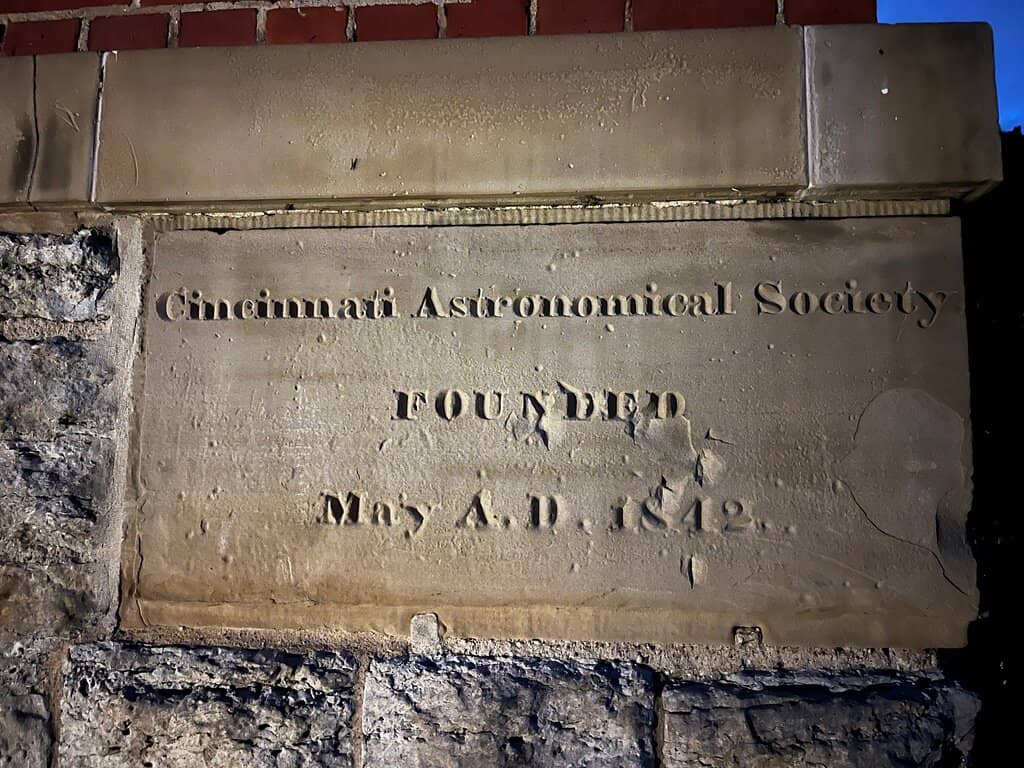 Cincinnati Astronomical Society
FOUNDED
May A.D. 1842.